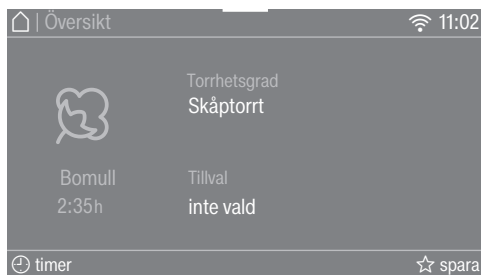 | Översikt 11:02
Torrhetsgrad
Skåptorrt
Bomull
2:35h
Tillval
inte vald
timer
spara